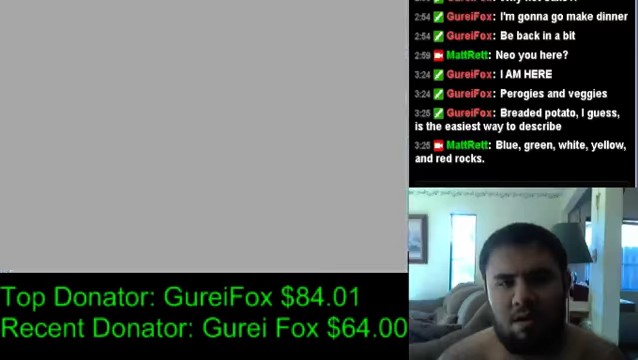 2:54 GureiFox: I'm gonna go make dinner
2:54 GureiFox: Be back in a bit
2:59 MattRett: Neo you here?
3:24 GureiFox: I AM HERE
3:24 GureiFox: Perogies and veggies
3:25 GureiFox: Breaded potato, I guess,
is the easiest way to describe
3:25 MattRett: Blue, green, white, yellow,
and red rocks.
Top Donator: GureiFox $84.01
Recent Donator: Gurei Fox $64.00